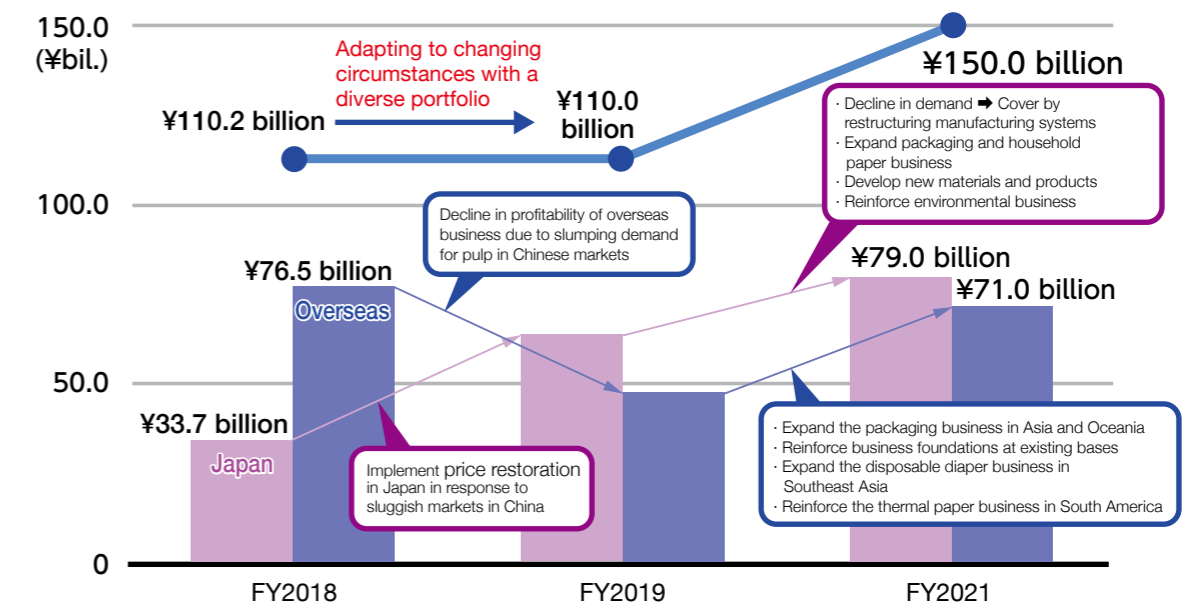 150.0
(¥bil.)
Adapting to changing
circumstances with a
diverse portfolio
¥110.2 billion
¥110.0
billion
¥150.0 billion
· Decline in demand ➡ Cover by
restructuring manufacturing systems
· Expand packaging and household
paper business
· Develop new materials and products
· Reinforce environmental business
100.0
Decline in profitability of overseas
business due to slumping demand
for pulp in Chinese markets
¥76.5 billion
Overseas
¥79.0 billion
¥71.0 billion
50.0
¥33.7 billion
Japan
Implement price restoration
in Japan in response to
sluggish markets in China
· Expand the packaging business in Asia and Oceania
· Reinforce business foundations at existing bases
· Expand the disposable diaper business in
Southeast Asia
· Reinforce the thermal paper business in South America
0
FY2018
FY2019
FY2021